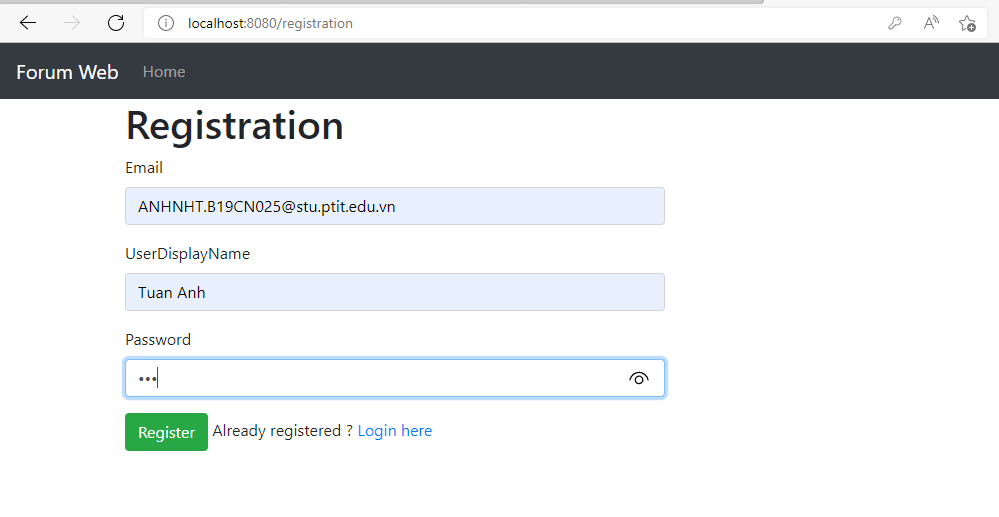 localhost:8080/registration
Forum Web Home
Registration
Email
ANHNHT.B19CN025@stu.ptit.edu.vn
UserDisplayName
Tuan Anh
Password
•••
Register Already registered ? Login here